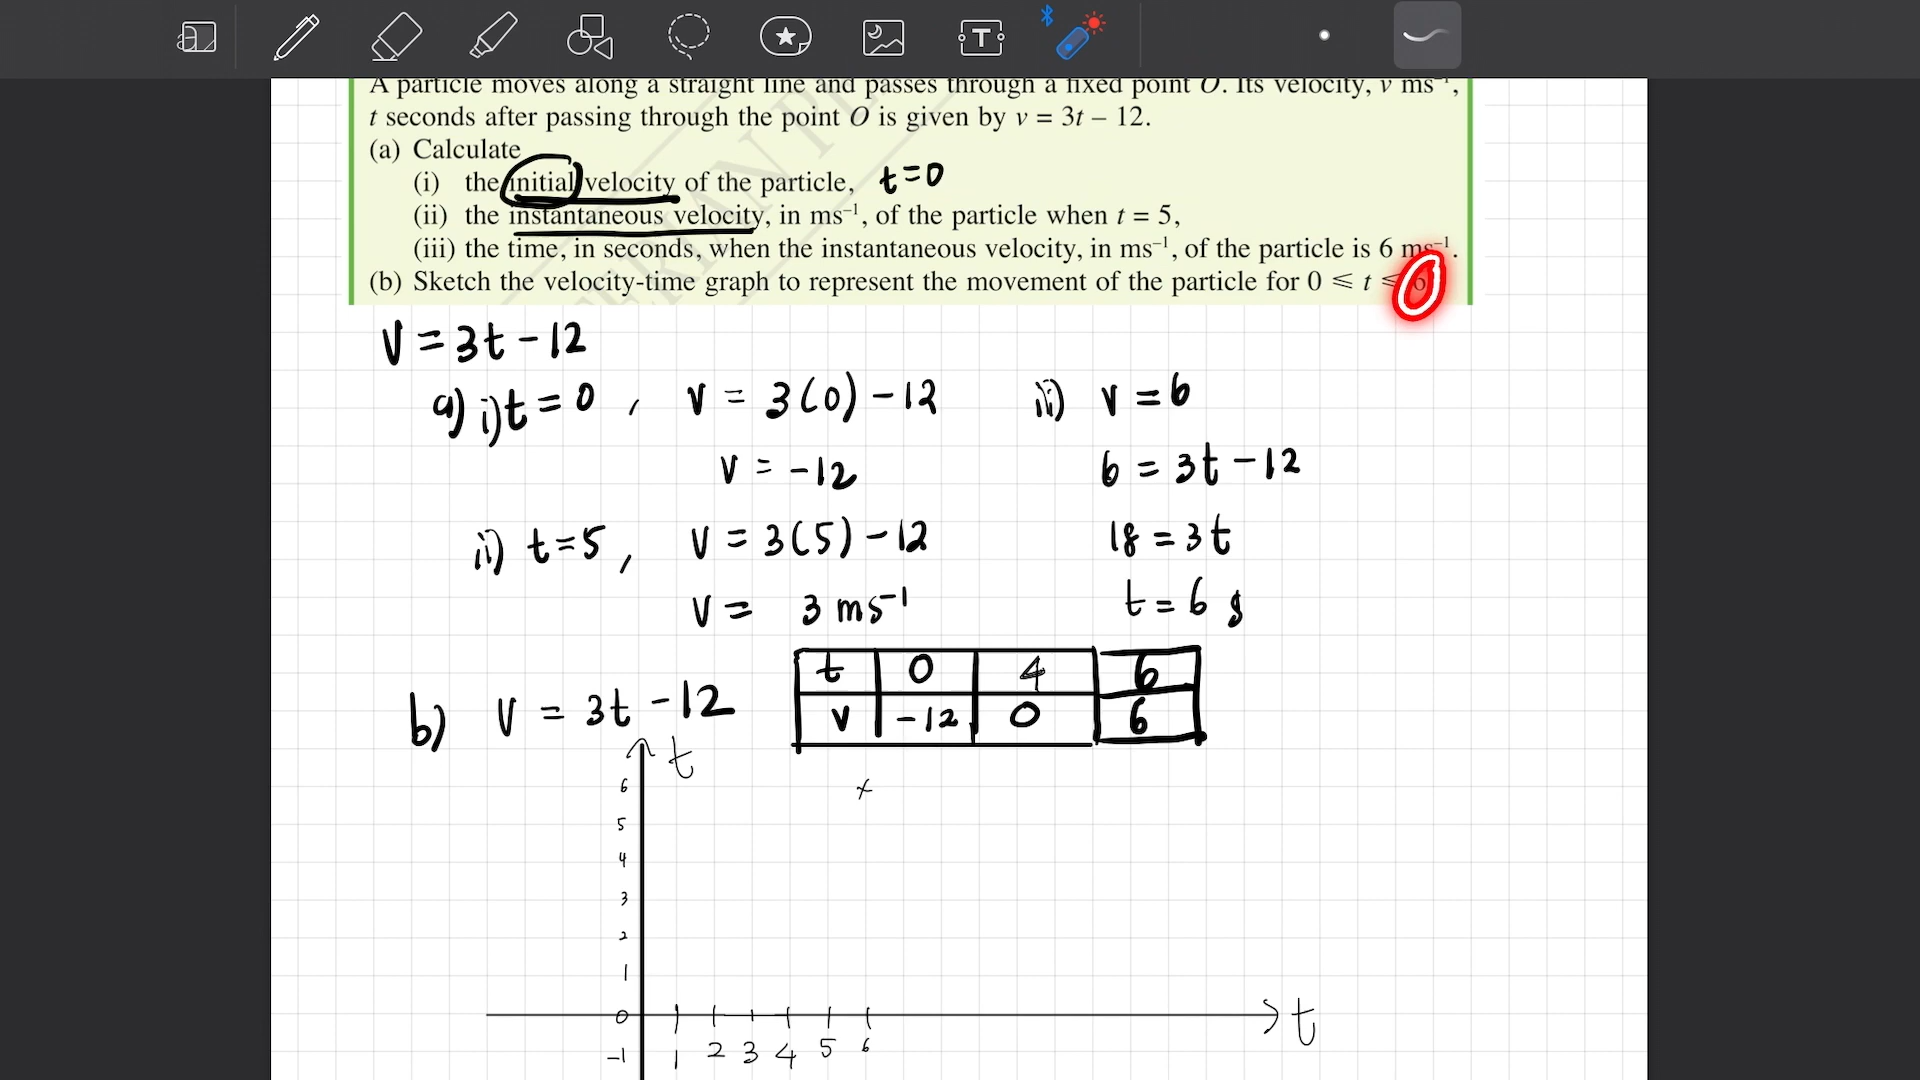 A particle moves along a straight line and passes through a fixed point O. Its velocity, v ms⁻¹,
t seconds after passing through the point O is given by v = 3t – 12.
(a) Calculate
(i) the initial velocity of the particle, t=0
(ii) the instantaneous velocity, in ms⁻¹, of the particle when t = 5,
(iii) the time, in seconds, when the instantaneous velocity, in ms⁻¹, of the particle is 6 ms⁻¹.
(b) Sketch the velocity-time graph to represent the movement of the particle for 0 ⩽ t ⩽ 6
V = 3t - 12
a) i) t = 0 , v = 3(0) - 12
v = -12
ii) t = 5 , v = 3(5) - 12
v = 3 ms⁻¹
iii) v = 6
6 = 3t - 12
18 = 3t
t = 6 s
b) v = 3t - 12
t 0 4 6
v -12 0 6
t
6
5
4
3
2
1
0
-1
1 2 3 4 5 6
t